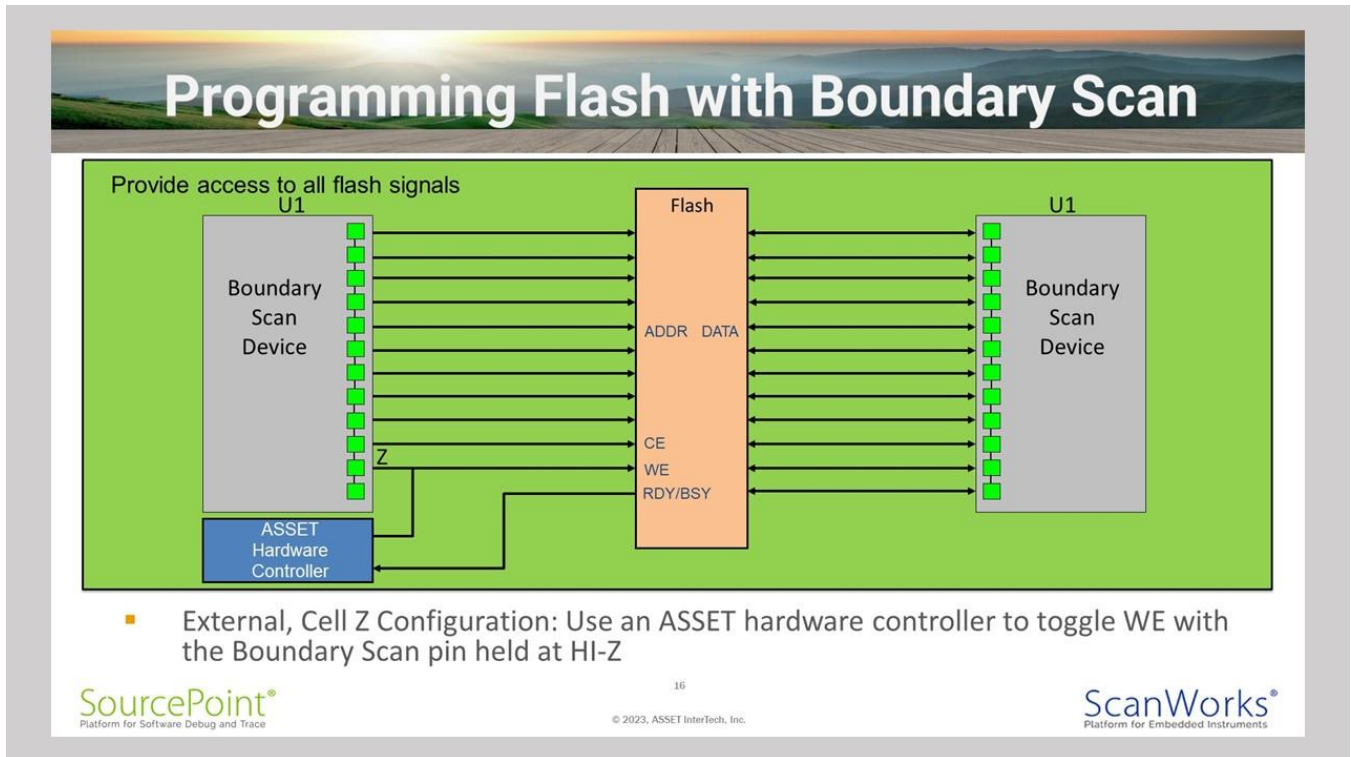 Programming Flash with Boundary Scan
Provide access to all flash signals
U1
Flash
U1
Boundary
Scan
Device
Boundary
Scan
Device
ADDR DATA
CE
Z
WE
RDY/BSY
ASSET
Hardware
Controller
External, Cell Z Configuration: Use an ASSET hardware controller to toggle WE with
the Boundary Scan pin held at HI-Z
SourcePoint®
Platform for Software Debug and Trace
16
© 2023, ASSET InterTech, Inc.
ScanWorks®
Platform for Embedded Instruments